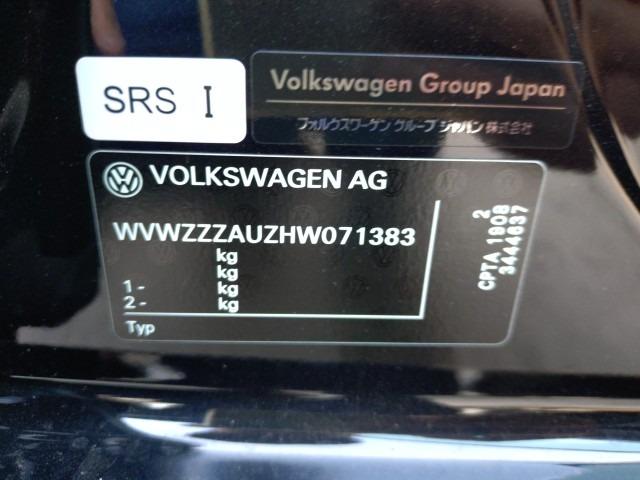 SRS I
Volkswagen Group Japan
フォルクスワーゲン グループ ジャパン 株式会社
VOLKSWAGEN AG
WVWZZZAUZHW071383
kg
kg
1 - kg
2 - kg
Typ
2
CPTA 1908
3444637